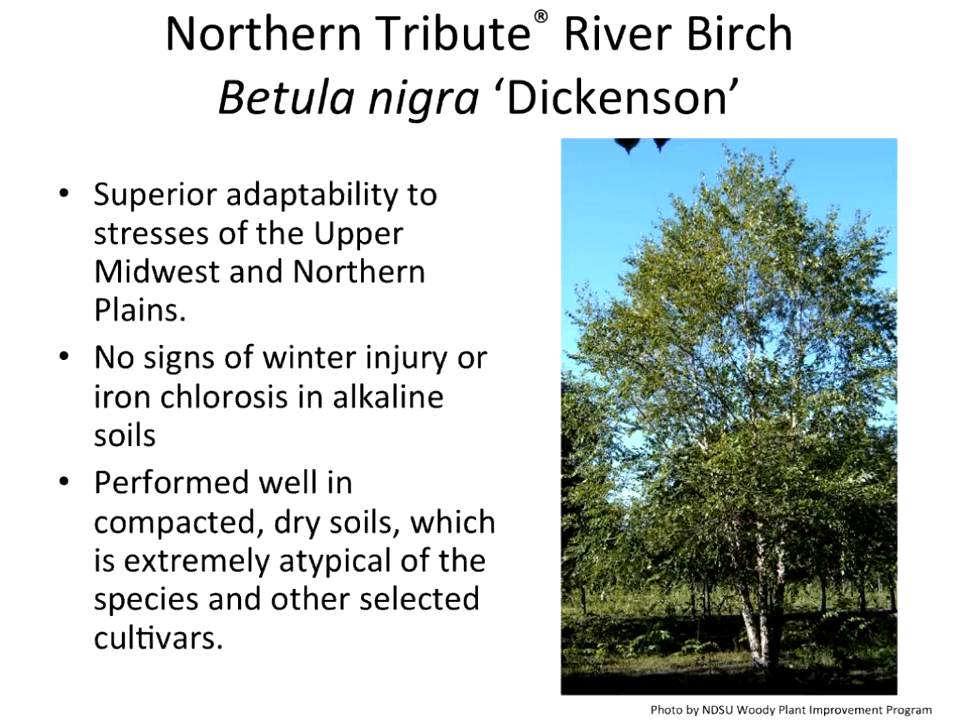 Northern Tribute® River Birch
Betula nigra ‘Dickenson’
• Superior adaptability to
stresses of the Upper
Midwest and Northern
Plains.
• No signs of winter injury or
iron chlorosis in alkaline
soils
• Performed well in
compacted, dry soils, which
is extremely atypical of the
species and other selected
cultivars.
Photo by NDSU Woody Plant Improvement Program